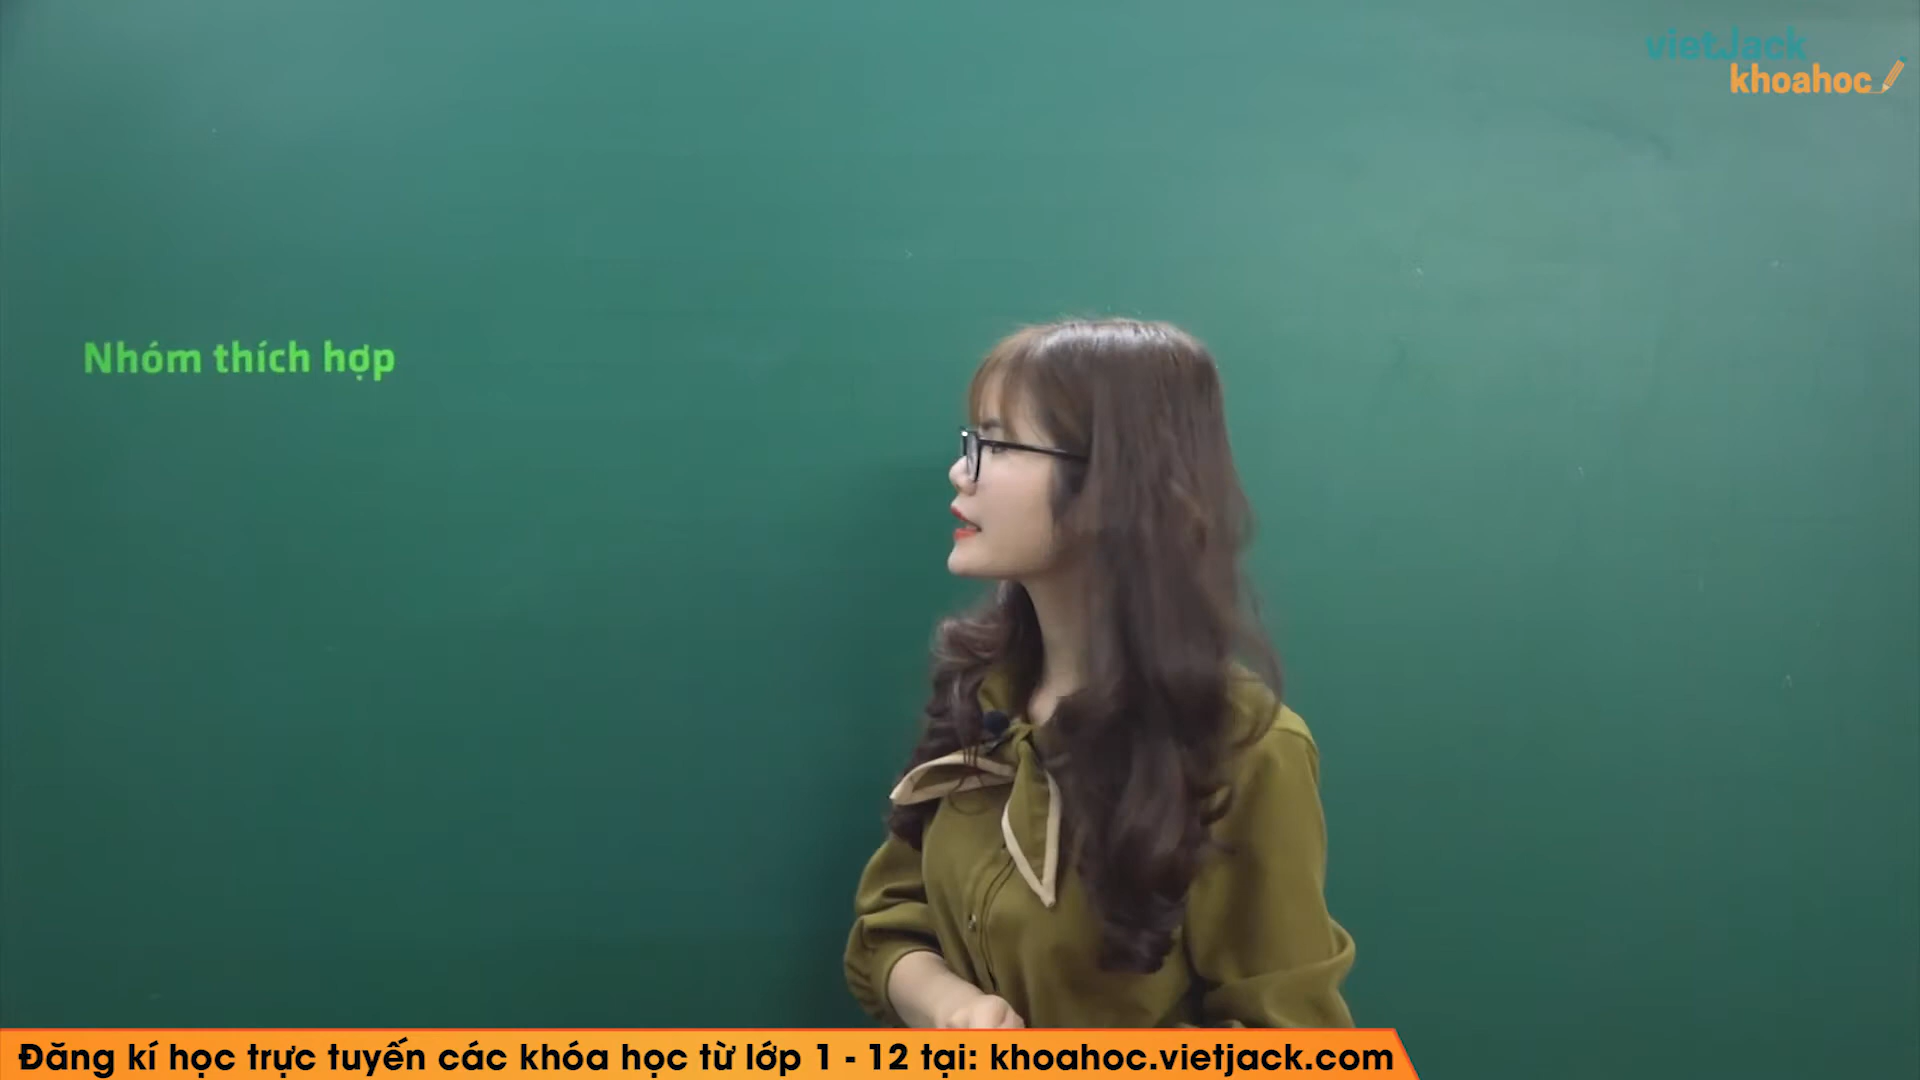 vietJack
khoahoc
Nhóm thích hợp
Đăng kí học trực tuyến các khóa học từ lớp 1 - 12 tại: khoahoc.vietjack.com